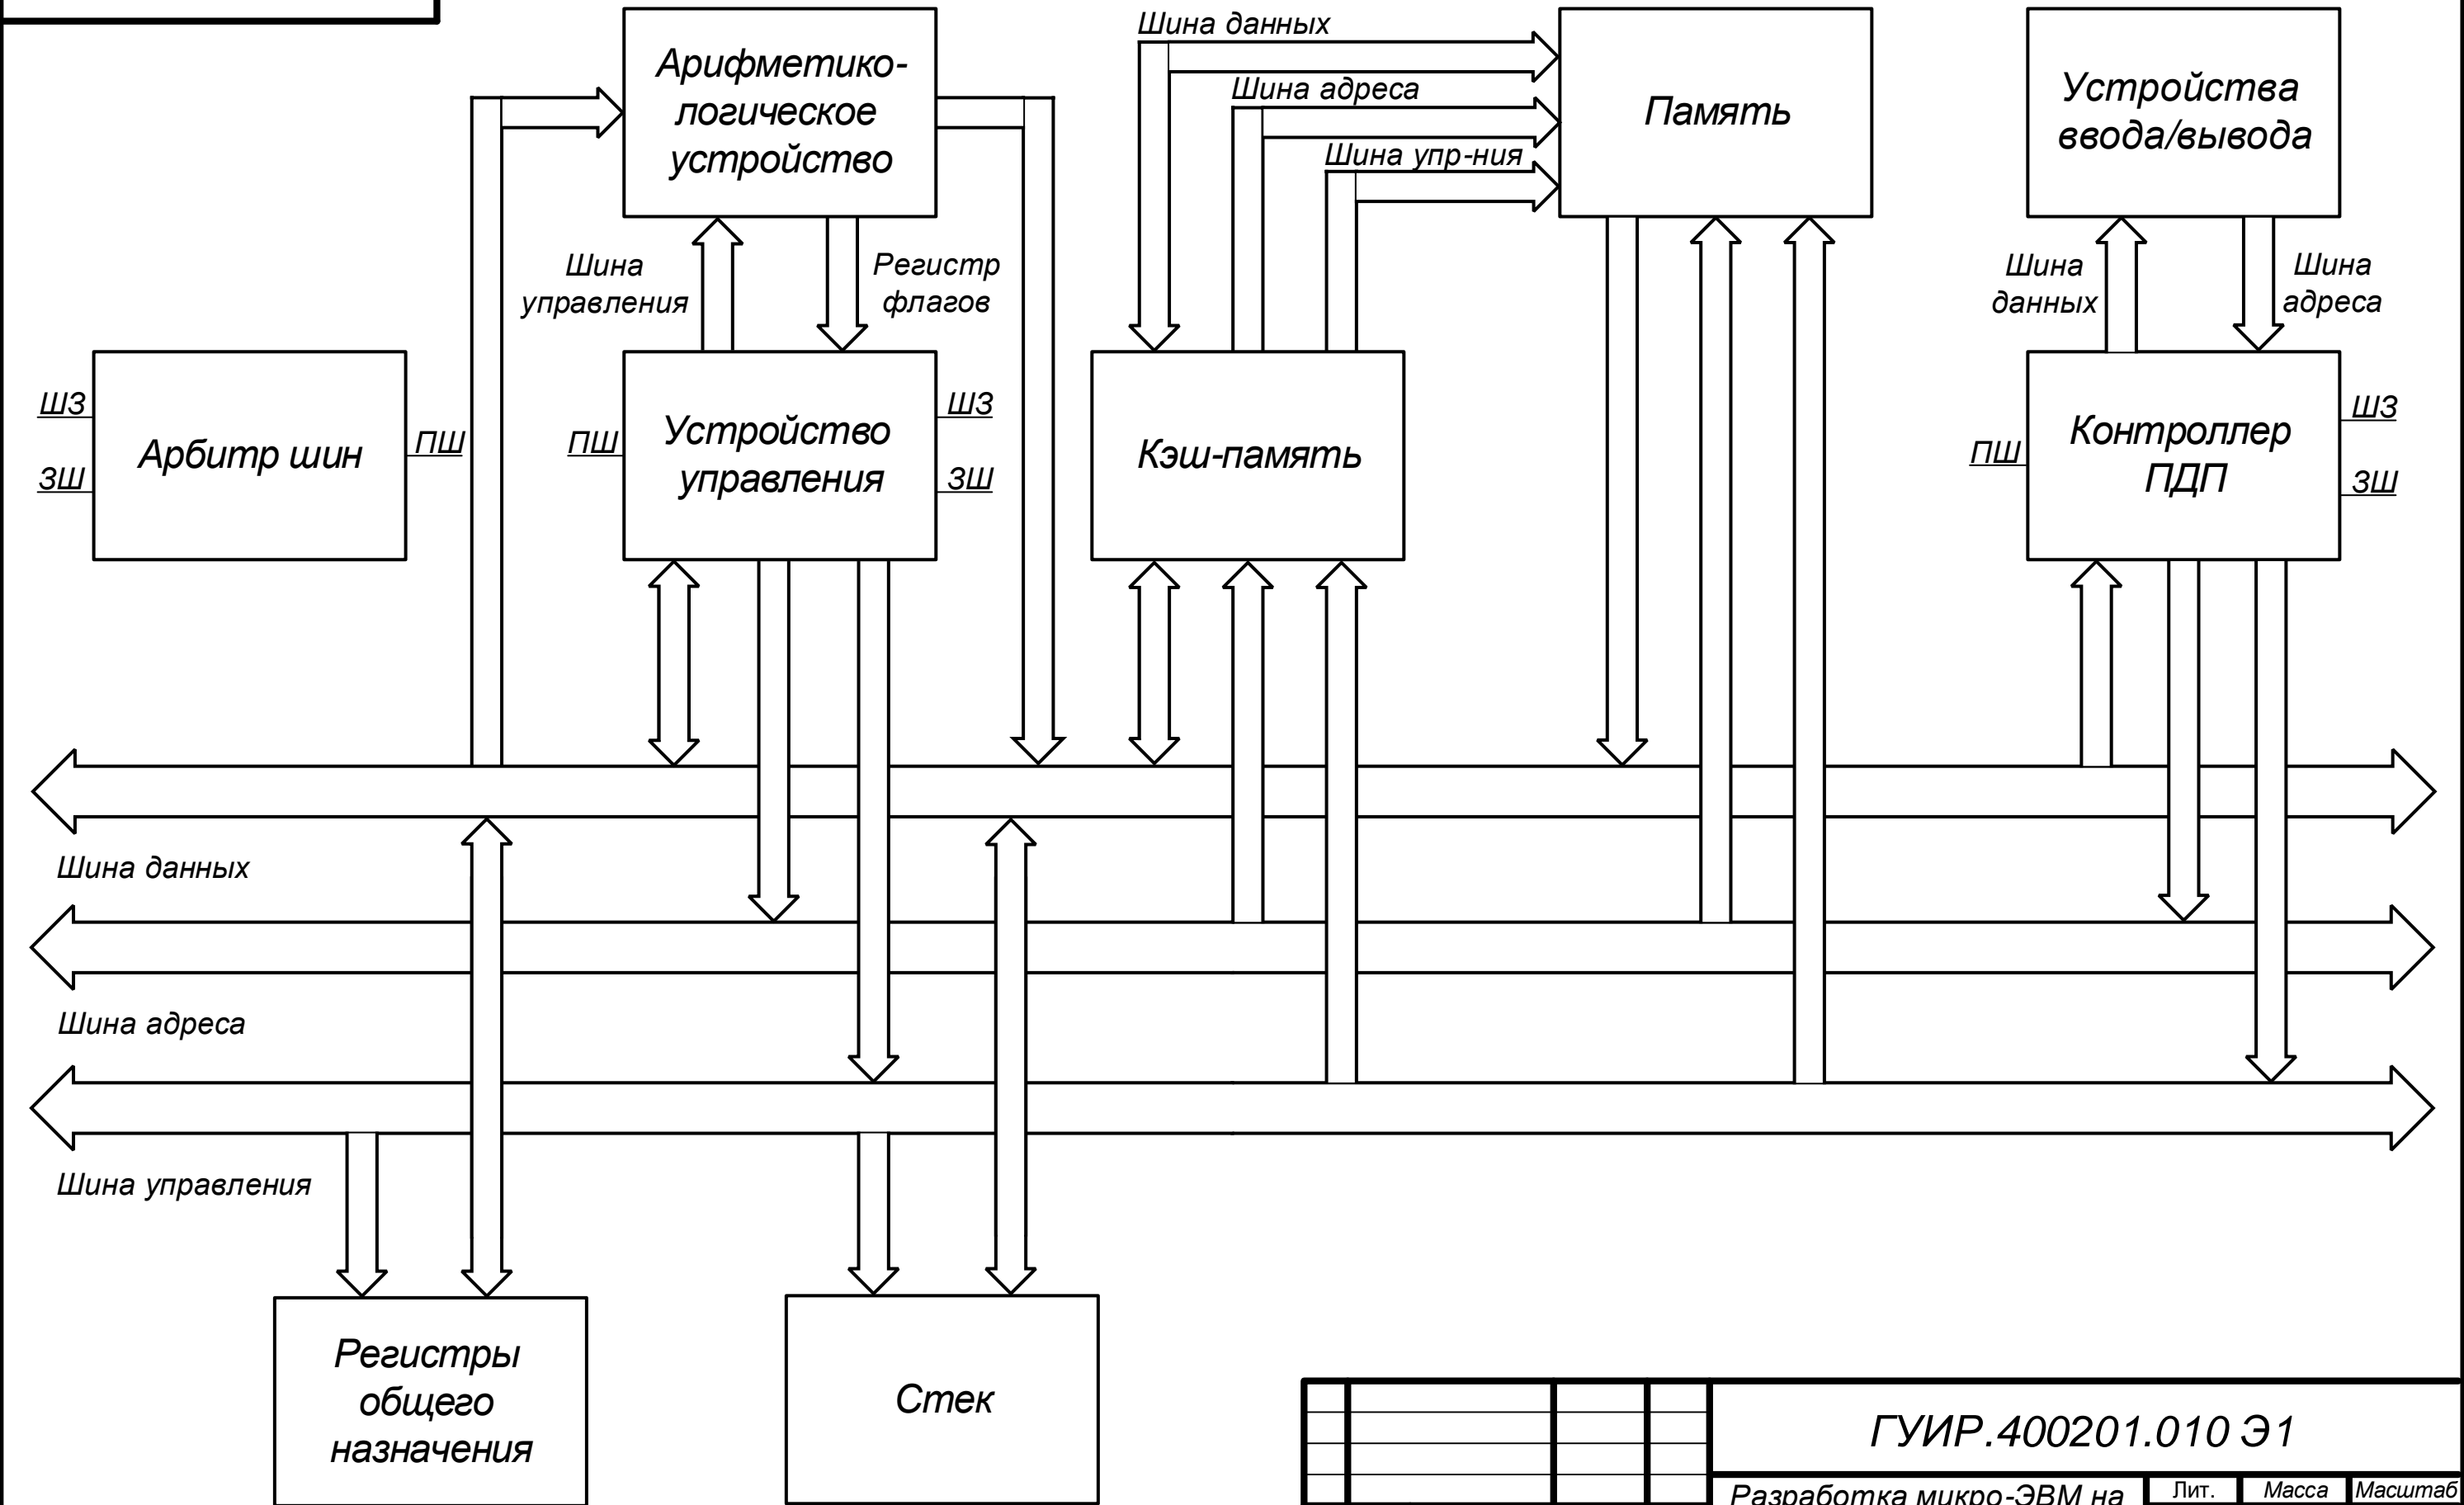 Шина данных
Арифметико-
логическое
устройство
Шина адреса
Шина упр-ния
Память
Устройства
ввода/вывода
Шина
управления
Регистр
флагов
Шина
данных
Шина
адреса
ШЗ
ЗШ
Арбитр шин
ПШ
ПШ
Устройство
управления
ШЗ
ЗШ
Кэш-память
ПШ
Контроллер
ПДП
ШЗ
ЗШ
Шина данных
Шина адреса
Шина управления
Регистры
общего
назначения
Стек
ГУИР.400201.010 Э1
Разработка микро-ЭВМ на
Лит.
Масса
Масштаб